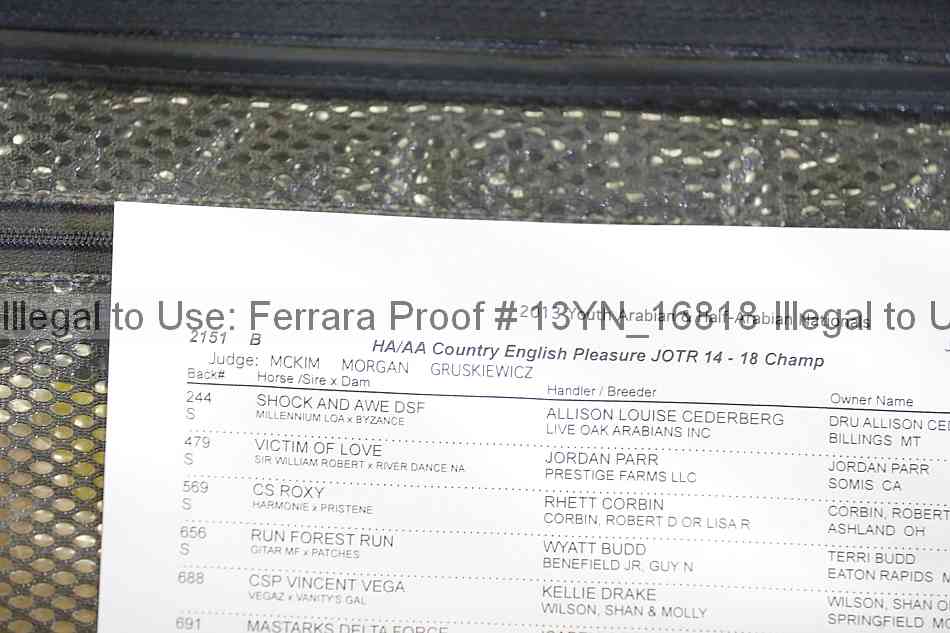 Illegal to Use: Ferrara Proof # 13YN_16818 Illegal to U
2013 Youth Arabian & Half-Arabian Nationals
2151 B HA/AA Country English Pleasure JOTR 14 - 18 Champ
Judge: MCKIM MORGAN GRUSKIEWICZ
Back# Horse /Sire x Dam Handler / Breeder Owner Name
244 SHOCK AND AWE DSF ALLISON LOUISE CEDERBERG DRU ALLISON CED
S MILLENNIUM LOA x BYZANCE LIVE OAK ARABIANS INC BILLINGS MT
479 VICTIM OF LOVE JORDAN PARR JORDAN PARR
S SIR WILLIAM ROBERT x RIVER DANCE NA PRESTIGE FARMS LLC SOMIS CA
569 CS ROXY RHETT CORBIN CORBIN, ROBERT
S HARMONIE x PRISTENE CORBIN, ROBERT D OR LISA R ASHLAND OH
656 RUN FOREST RUN WYATT BUDD TERRI BUDD
S GITAR MF x PATCHES BENEFIELD JR. GUY N EATON RAPIDS M
688 CSP VINCENT VEGA KELLIE DRAKE WILSON, SHAN O
VEGAZ x VANITY'S GAL WILSON, SHAN & MOLLY SPRINGFIELD M
691 MASTARKS DELTA FORCE